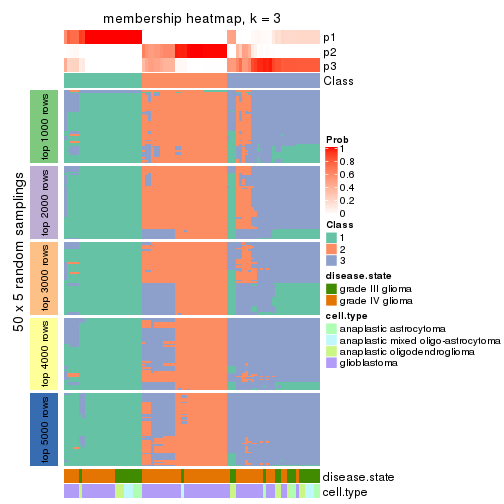 membership heatmap, k = 3
p1
p2
p3
Class
50 x 5 random samplings
top 1000 rows
top 2000 rows
top 3000 rows
top 4000 rows
top 5000 rows
disease.state
cell.type
Prob
1
0.8
0.6
0.4
0.2
0
Class
1
2
3
disease.state
grade III glioma
grade IV glioma
cell.type
anaplastic astrocytoma
anaplastic mixed oligo-astrocytoma
anaplastic oligodendroglioma
glioblastoma